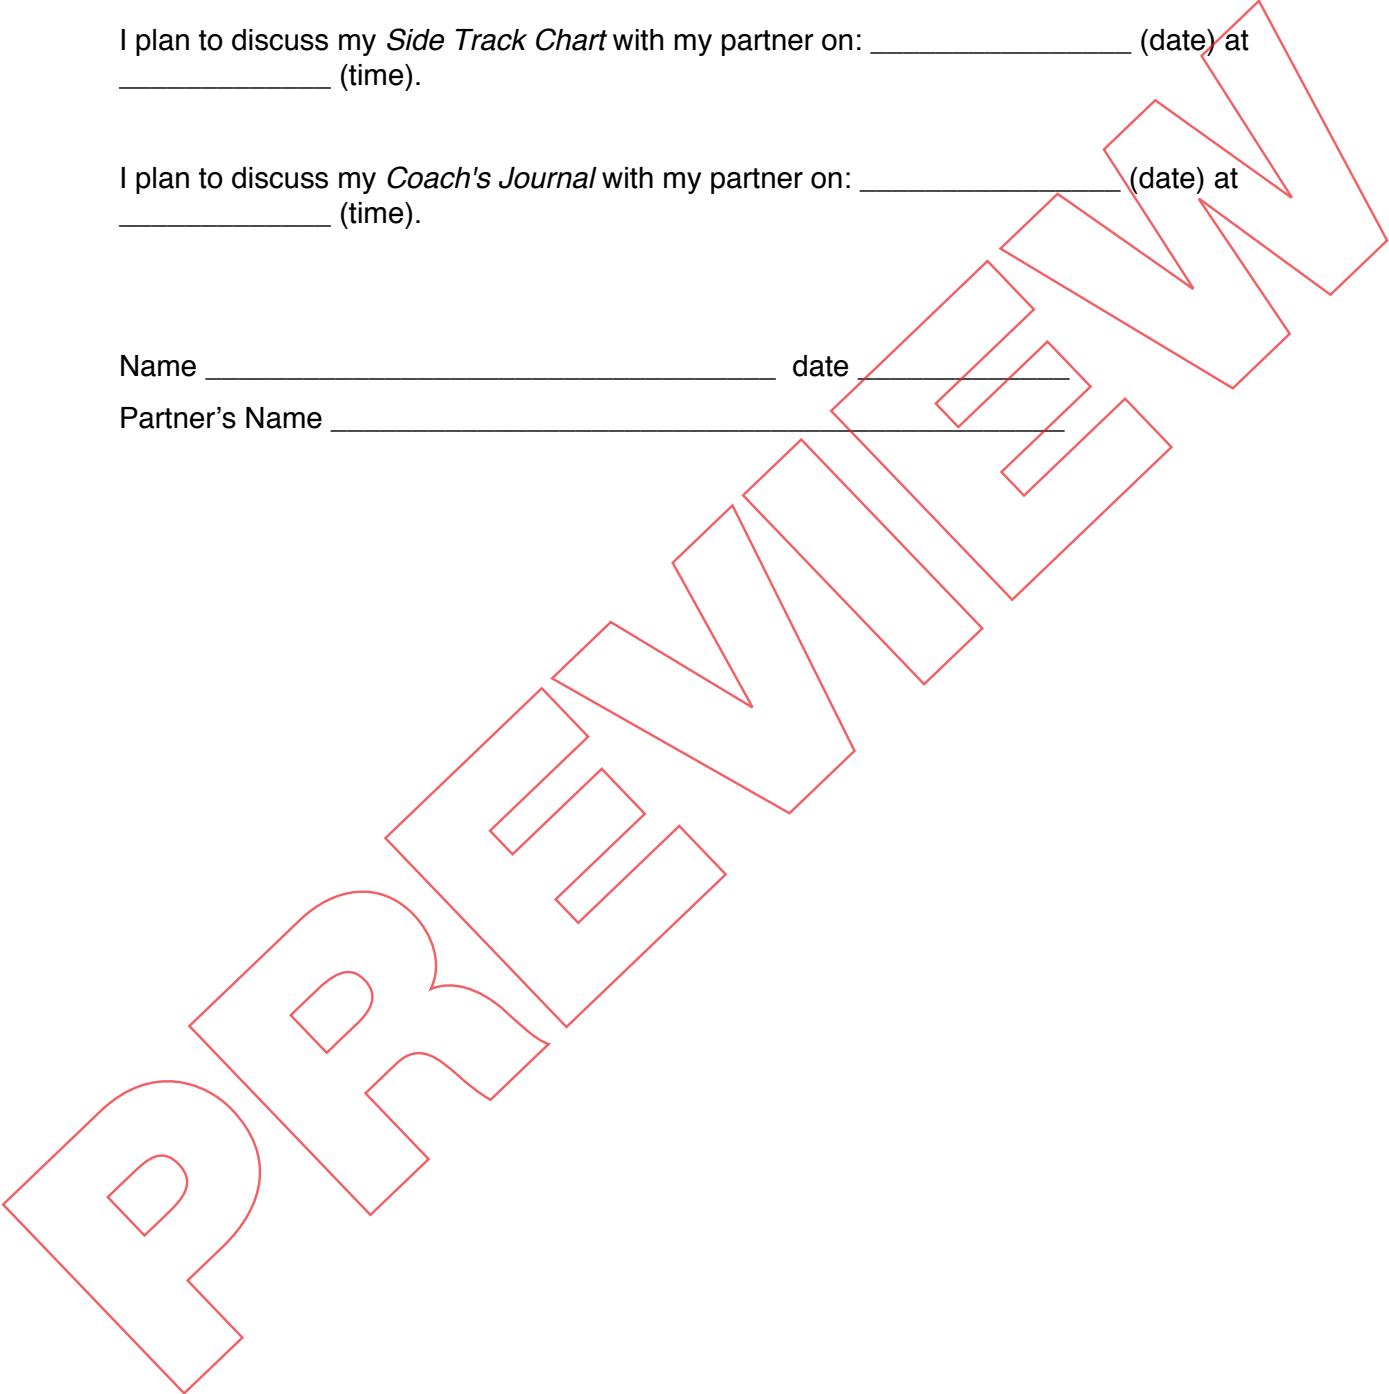 I plan to discuss my Side Track Chart with my partner on: ________________ (date) at
_____________ (time).
I plan to discuss my Coach's Journal with my partner on: ________________ (date) at
_____________ (time).
Name ___________________________________ date _____________
Partner’s Name _____________________________________________
PREVIEW